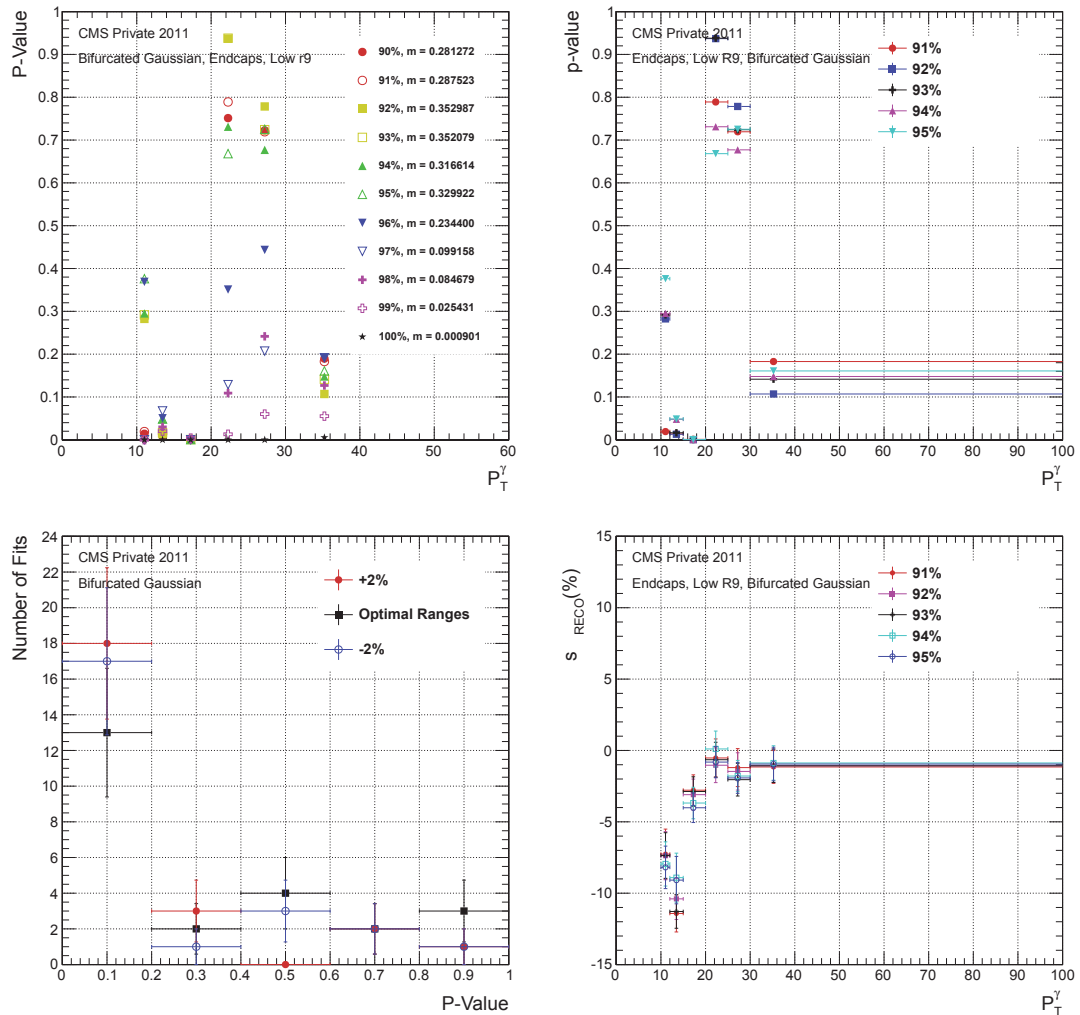 P-Value
CMS Private 2011
Bifurcated Gaussian, Endcaps, Low r9
90%, m = 0.281272
91%, m = 0.287523
92%, m = 0.352987
93%, m = 0.352079
94%, m = 0.316614
95%, m = 0.329922
96%, m = 0.234400
97%, m = 0.099158
98%, m = 0.084679
99%, m = 0.025431
100%, m = 0.000901
1
0.9
0.8
0.7
0.6
0.5
0.4
0.3
0.2
0.1
0
0 10 20 30 40 50 60
P_T^γ
p-value
CMS Private 2011
Endcaps, Low R9, Bifurcated Gaussian
91%
92%
93%
94%
95%
1
0.9
0.8
0.7
0.6
0.5
0.4
0.3
0.2
0.1
0
0 10 20 30 40 50 60 70 80 90 100
P_T^γ
Number of Fits
CMS Private 2011
Bifurcated Gaussian
+2%
Optimal Ranges
-2%
24
22
20
18
16
14
12
10
8
6
4
2
0
0 0.1 0.2 0.3 0.4 0.5 0.6 0.7 0.8 0.9 1
P-Value
s RECO(%)
CMS Private 2011
Endcaps, Low R9, Bifurcated Gaussian
91%
92%
93%
94%
95%
15
10
5
0
-5
-10
-15
0 10 20 30 40 50 60 70 80 90 100
P_T^γ